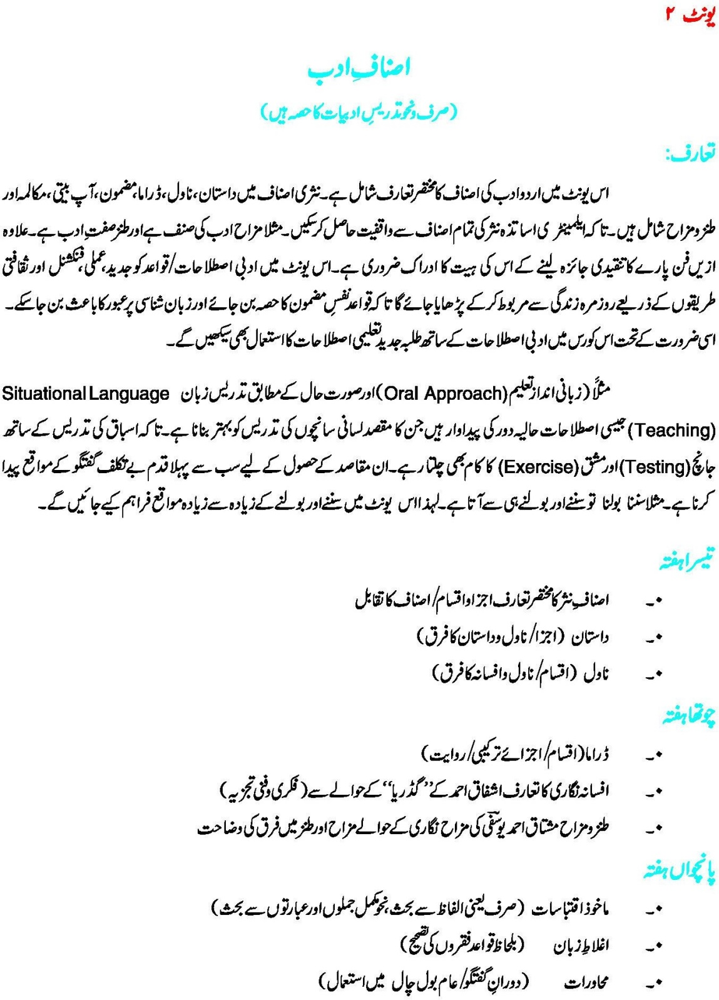 یونٹ ۲
اصنافِ ادب
(صرف ونحو تدریسِ ادبیات کا حصہ ہیں)
تعارف:
اس یونٹ میں اردو ادب کی اصناف کا مختصر تعارف شامل ہے۔ نثری اصناف میں داستان، ناول، ڈراما، مضمون، آپ بیتی، مکالمہ اور
طنز و مزاح شامل ہیں۔ تا کہ ایلیمینٹر ی اساتذہ نثر کی تمام اصناف سے واقفیت حاصل کر سکیں۔ مثلا مزاح ادب کی صنف ہے اور طنز صفتِ ادب ہے۔ علاوہ
ازیں فن پارے کا تنقیدی جائزہ لینے کے اس کی ہیت کا ادراک ضروری ہے۔ اس یونٹ میں ادبی اصطلاحات/قواعد کو جدید، عملی، فنکشنل اور ثقافتی
طریقوں کے ذریعے روز مرہ زندگی سے مربوط کر کے پڑھایا جائے گا تا کہ قواعد نفسِ مضمون کا حصہ بن جائے اور زبان شناسی پر عبور کا باعث بن جا سکے۔
اسی ضرورت کے تحت اس کورس میں ادبی اصطلاحات کے ساتھ طلبہ جدید تعلیمی اصطلاحات کا استعمال بھی سیکھیں گے۔
مثلاً (زبانی انداز تعلیم (Oral Approach) اور صورت حال کے مطابق تدریس زبان Situational Language
(Teaching) جیسی اصطلاحات حالیہ دور کی پیداوار ہیں جن کا مقصد لسانی سانچوں کی تدریس کو بہتر بنانا ہے۔ تا کہ اسباق کی تدریس کے ساتھ
جانچ (Testing) اور مشق (Exercise) کا کام بھی چلتا رہے۔ ان مقاصد کے حصول کے لیے سب سے پہلا قدم بے تکلف گفتگو کے مواقع پیدا
کرنا ہے۔ مثلا سننا بولنا تو سننے اور بولنے ہی سے آتا ہے۔ لہذا اس یونٹ میں سننے اور بولنے کے زیادہ سے زیادہ مواقع فراہم کیے جائیں گے۔
تیسرا ہفتہ
•۔ اصنافِ نثر کا مختصر تعارف اجزا و اقسام/ اصناف کا تقابل
•۔ داستان (اجزا/ ناول و داستان کا فرق)
•۔ ناول (اقسام/ ناول و افسانہ کا فرق)
چوتھا ہفتہ
•۔ ڈراما (اقسام/ اجزائے ترکیبی/ روایت)
•۔ افسانہ نگاری کا تعارف اشفاق احمد کے ”گڈریا“ کے حوالے سے (فکری و فنی تجزیہ)
•۔ طنز و مزاح مشتاق احمد یوسفی کی مزاح نگاری کے حوالے مزاح اور طنز میں فرق کی وضاحت
پانچواں ہفتہ
•۔ ماخوذ اقتباسات (صرف یعنی الفاظ سے بحث، نحو مکمل جملوں اور عبارتوں سے بحث)
•۔ اغلاطِ زبان (بلحاظ قواعد فقروں کی تصحیح)
•۔ محاورات (دورانِ گفتگو/ عام بول چال میں استعمال)